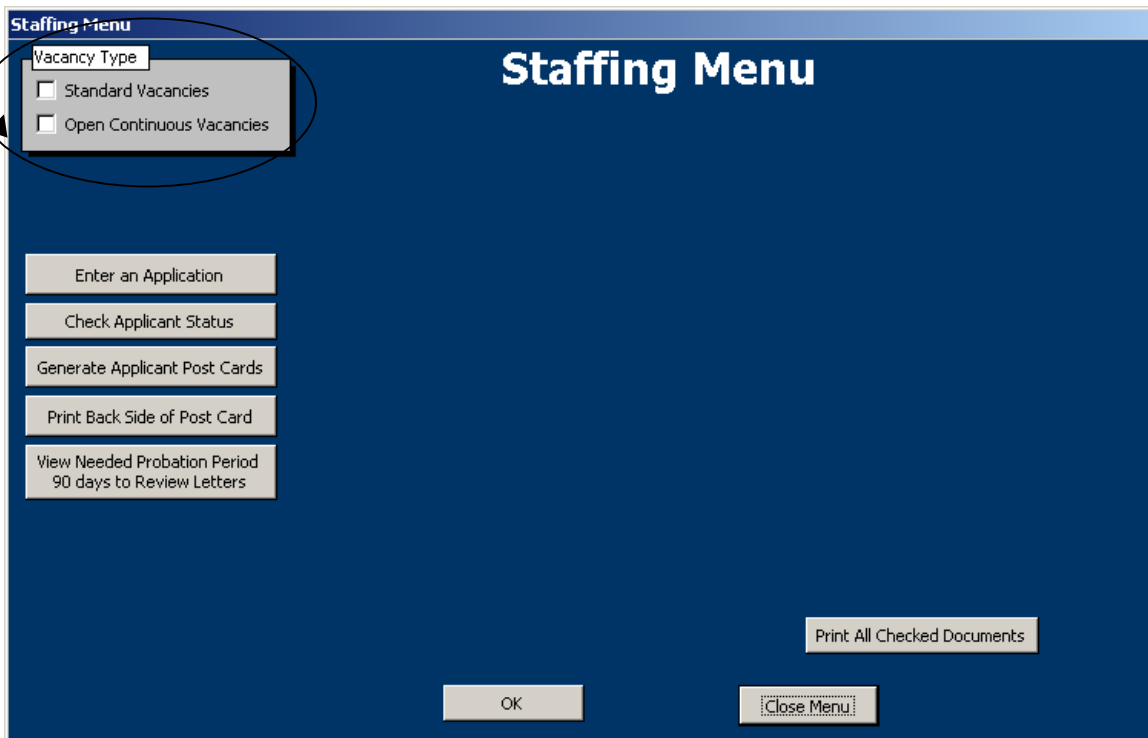 Staffing Menu
Vacancy Type
Staffing Menu
Standard Vacancies
Open Continuous Vacancies
Enter an Application
Check Applicant Status
Generate Applicant Post Cards
Print Back Side of Post Card
View Needed Probation Period
90 days to Review Letters
Print All Checked Documents
OK
Close Menu